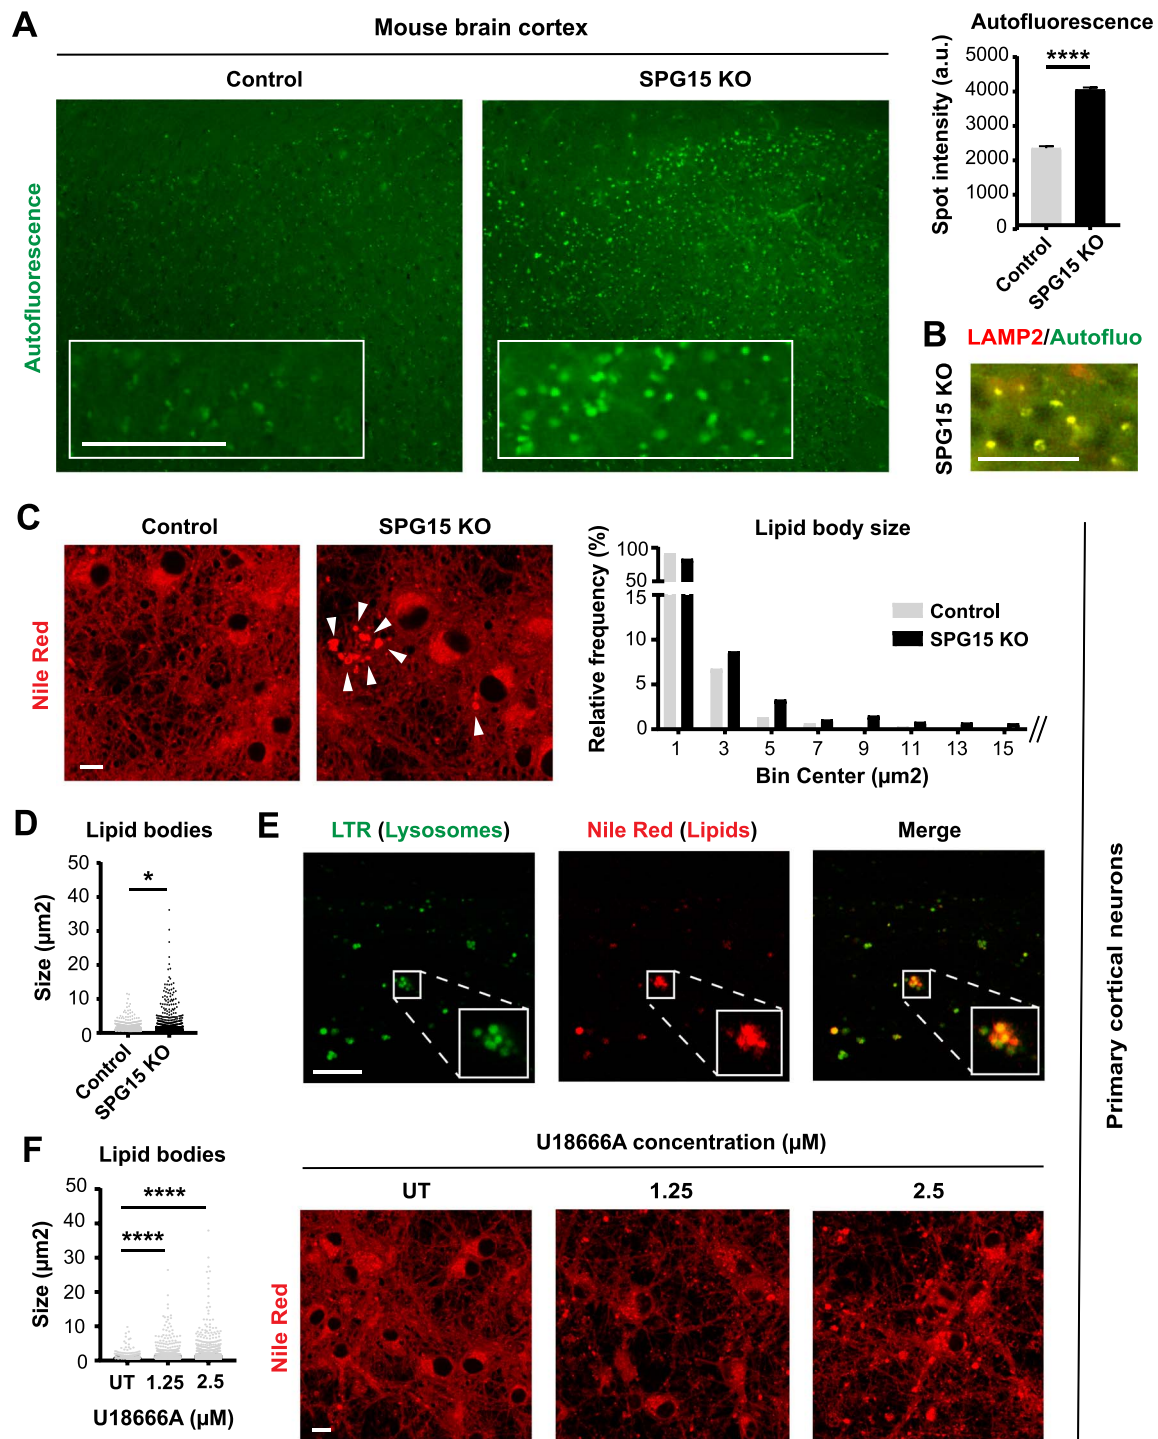 A
Mouse brain cortex
Control
SPG15 KO
Autofluorescence
Autofluorescence
Spot intensity (a.u.)
5000
4000
3000
2000
1000
0
****
Control
SPG15 KO
B
LAMP2/Autofluo
SPG15 KO
C
Control
SPG15 KO
Nile Red
Lipid body size
Relative frequency (%)
100
50
15
10
5
0
Control
SPG15 KO
1 3 5 7 9 11 13 15
Bin Center (µm2)
D
Lipid bodies
Size (µm2)
50
40
30
20
10
0
*
Control
SPG15 KO
E
LTR (Lysosomes)
Nile Red (Lipids)
Merge
Primary cortical neurons
F
Lipid bodies
Size (µm2)
50
40
30
20
10
0
****
****
UT 1.25 2.5
U18666A (µM)
U18666A concentration (µM)
UT
1.25
2.5
Nile Red